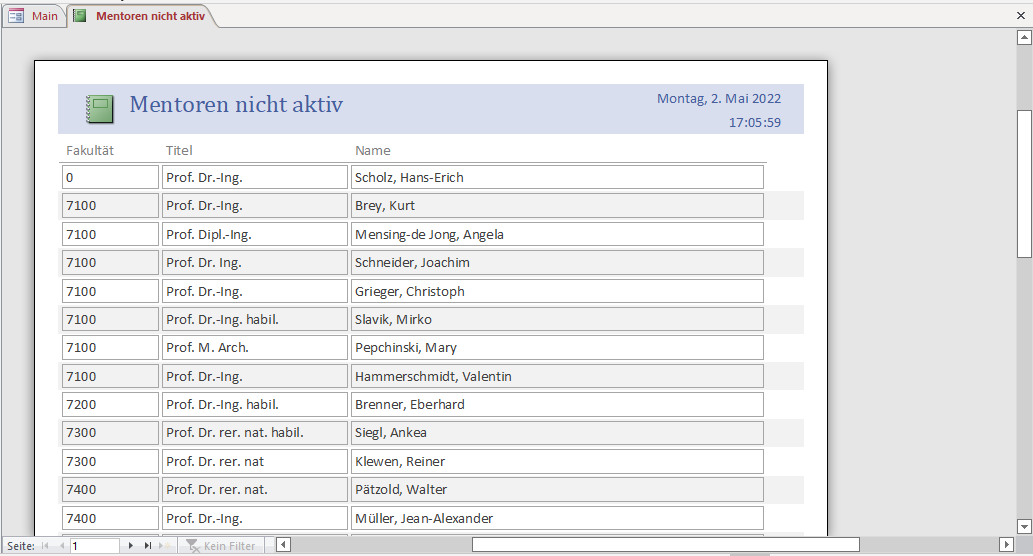 Main Mentoren nicht aktiv
Mentoren nicht aktiv Montag, 2. Mai 2022
17:05:59
Fakultät Titel Name
0 Prof. Dr.-Ing. Scholz, Hans-Erich
7100 Prof. Dr.-Ing. Brey, Kurt
7100 Prof. Dipl.-Ing. Mensing-de Jong, Angela
7100 Prof. Dr. Ing. Schneider, Joachim
7100 Prof. Dr.-Ing. Grieger, Christoph
7100 Prof. Dr.-Ing. habil. Slavik, Mirko
7100 Prof. M. Arch. Pepchinski, Mary
7100 Prof. Dr.-Ing. Hammerschmidt, Valentin
7200 Prof. Dr.-Ing. habil. Brenner, Eberhard
7300 Prof. Dr. rer. nat. habil. Siegl, Ankea
7300 Prof. Dr. rer. nat Klewen, Reiner
7400 Prof. Dr. rer. nat. Pätzold, Walter
7400 Prof. Dr.-Ing. Müller, Jean-Alexander
Seite: 1 Kein Filter